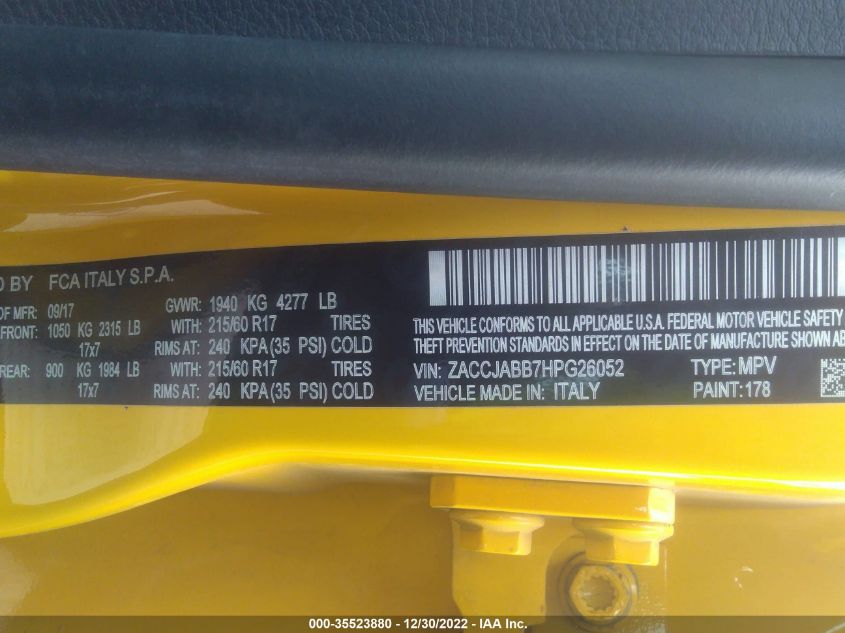 D BY FCA ITALY S.P.A.
OF MFR: 09/17 GVWR: 1940 KG 4277 LB
FRONT: 1050 KG 2315 LB WITH: 215/60 R17 TIRES
17x7 RIMS AT: 240 KPA(35 PSI) COLD
REAR: 900 KG 1984 LB WITH: 215/60 R17 TIRES
17x7 RIMS AT: 240 KPA(35 PSI) COLD
THIS VEHICLE CONFORMS TO ALL APPLICABLE U.S.A. FEDERAL MOTOR VEHICLE SAFETY
THEFT PREVENTION STANDARDS IN EFFECT ON THE DATE OF MANUFACTURE SHOWN AB
VIN: ZACCJABB7HPG26052 TYPE: MPV
VEHICLE MADE IN: ITALY PAINT: 178
000-35523880 - 12/30/2022 - IAA Inc.